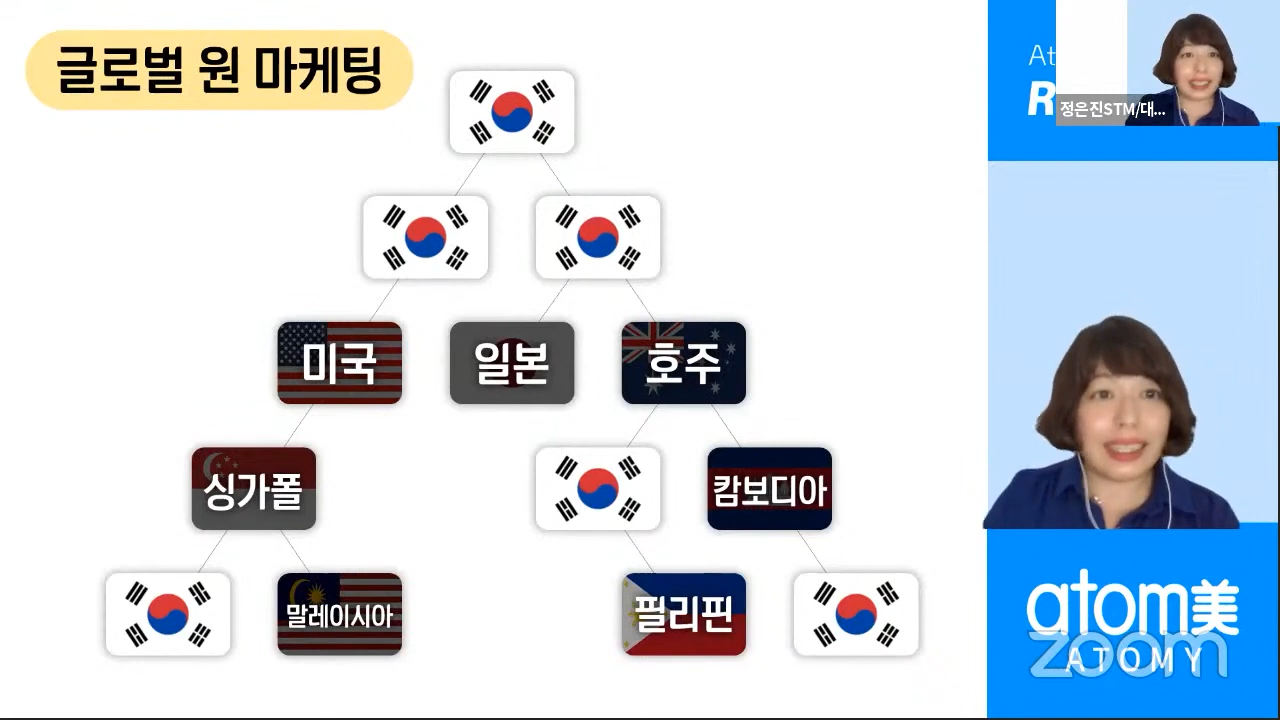 글로벌 원 마케팅
At
R
정은진STM/대...
미국
일본
호주
싱가폴
캄보디아
말레이시아
필리핀
atom美
zoom
ATOMY